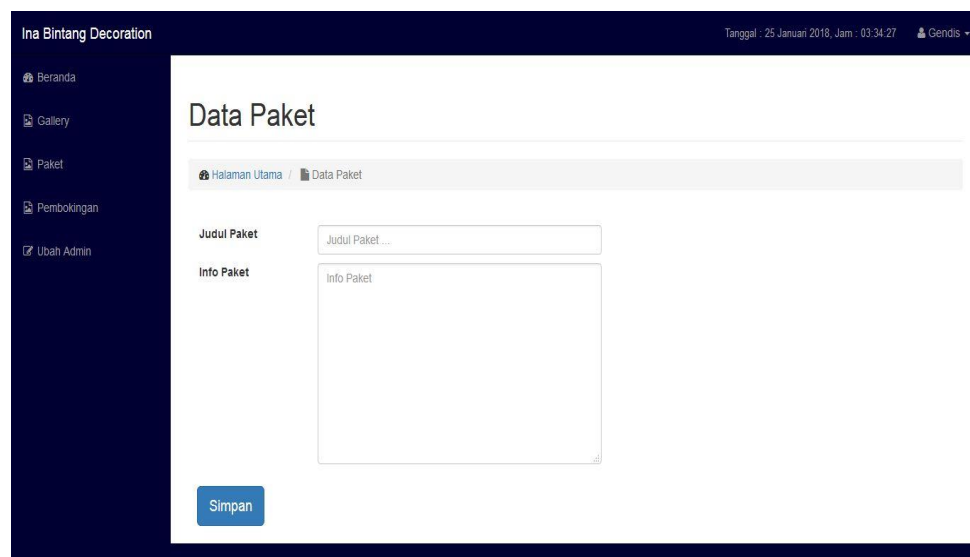 Ina Bintang Decoration
Tanggal : 25 Januari 2018, Jam : 03:34:27 Gendis
Beranda
Gallery
Paket
Pembokingan
Ubah Admin
Data Paket
Halaman Utama / Data Paket
Judul Paket
Judul Paket ...
Info Paket
Info Paket
Simpan